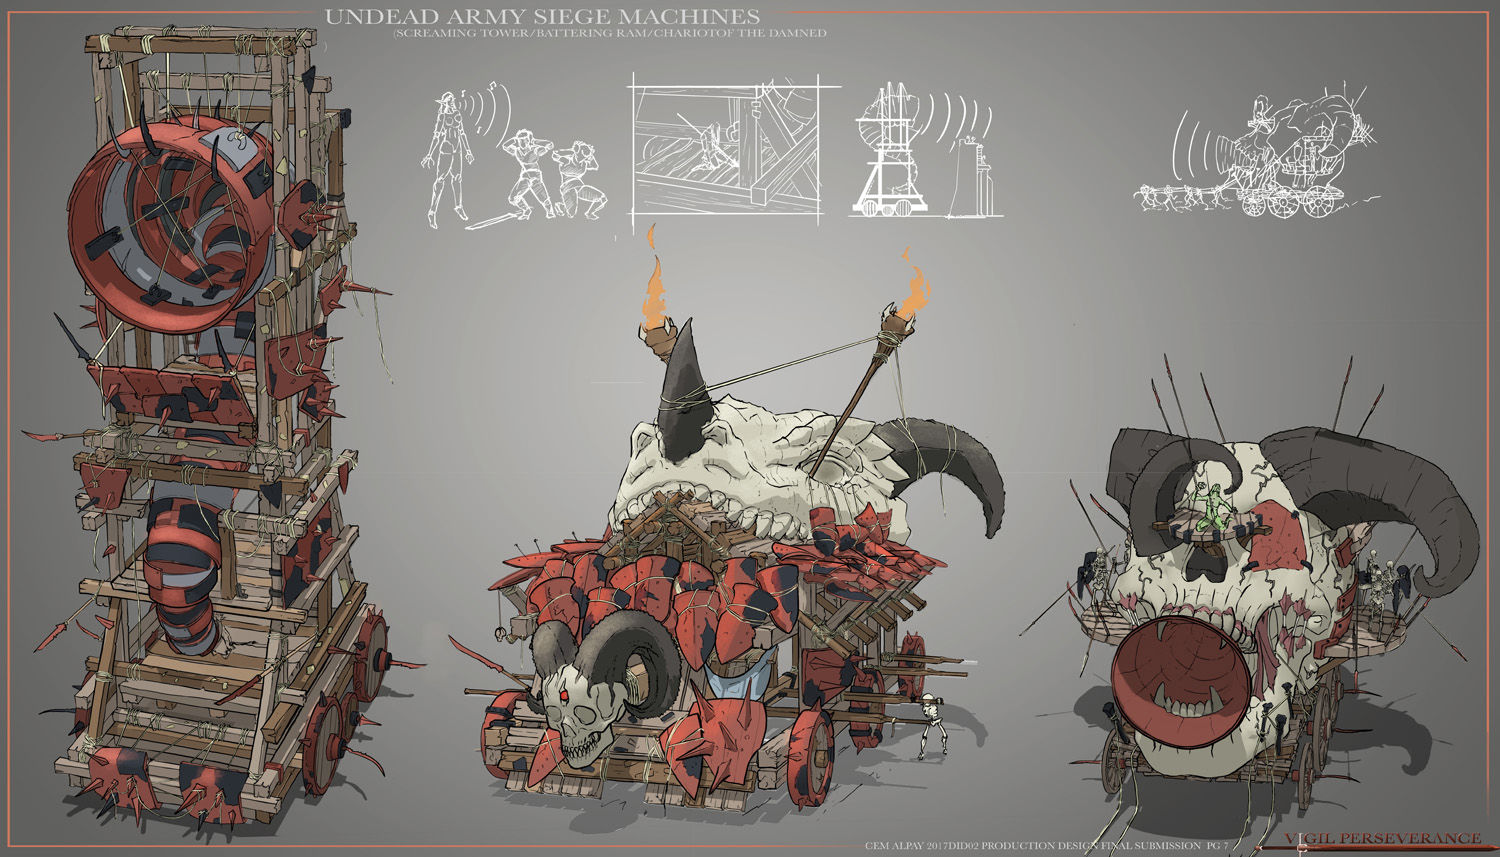 UNDEAD ARMY SIEGE MACHINES
(SCREAMING TOWER/BATTERING RAM/CHARIOTOF THE DAMNED
)
VIGIL PERSEVERANCE
CEM ALPAY 2017DID02 PRODUCTION DESIGN FINAL SUBMISSION PG 7